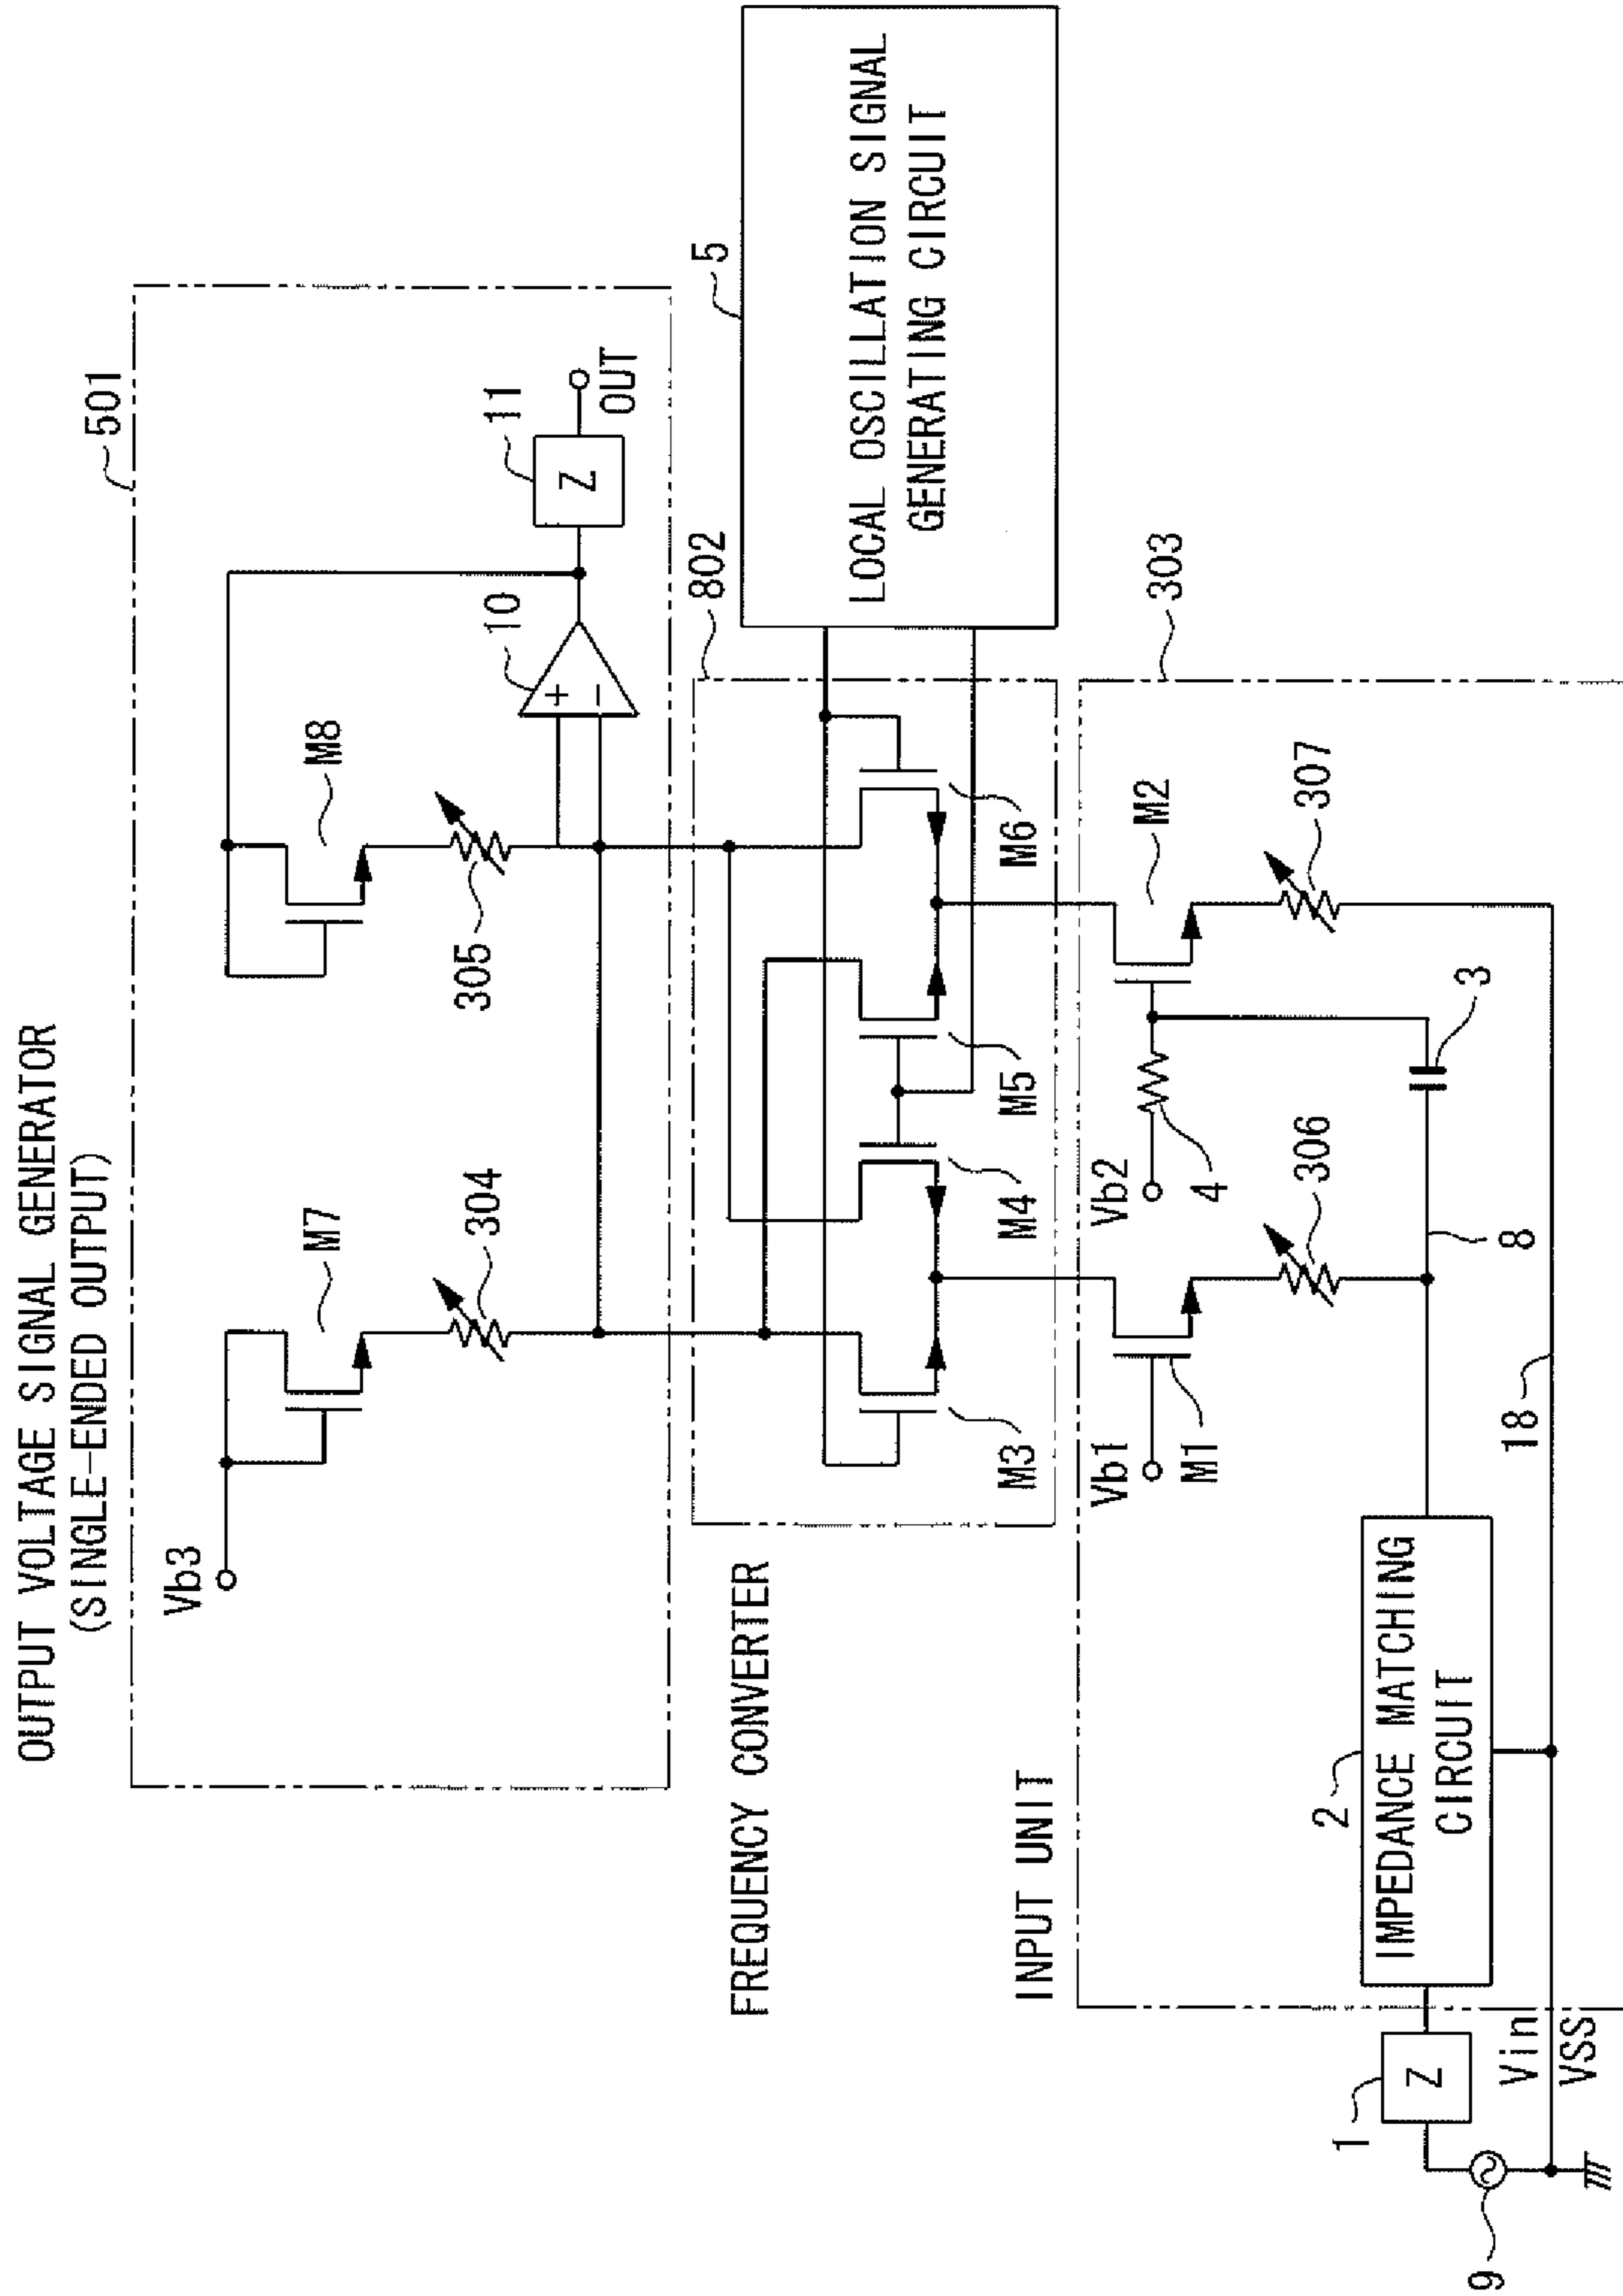 OUTPUT VOLTAGE SIGNAL GENERATOR
(SINGLE-ENDED OUTPUT)
501
Vb3
M7
M8
304
305
10
+
−
11
Z
OUT
FREQUENCY CONVERTER
802
M3
M4
M5
M6
5
LOCAL OSCILLATION SIGNAL
GENERATING CIRCUIT
INPUT UNIT
303
Vb1
M1
Vb2
4
M2
306
307
3
8
18
2
IMPEDANCE MATCHING
CIRCUIT
1
Z
Vin
VSS
9